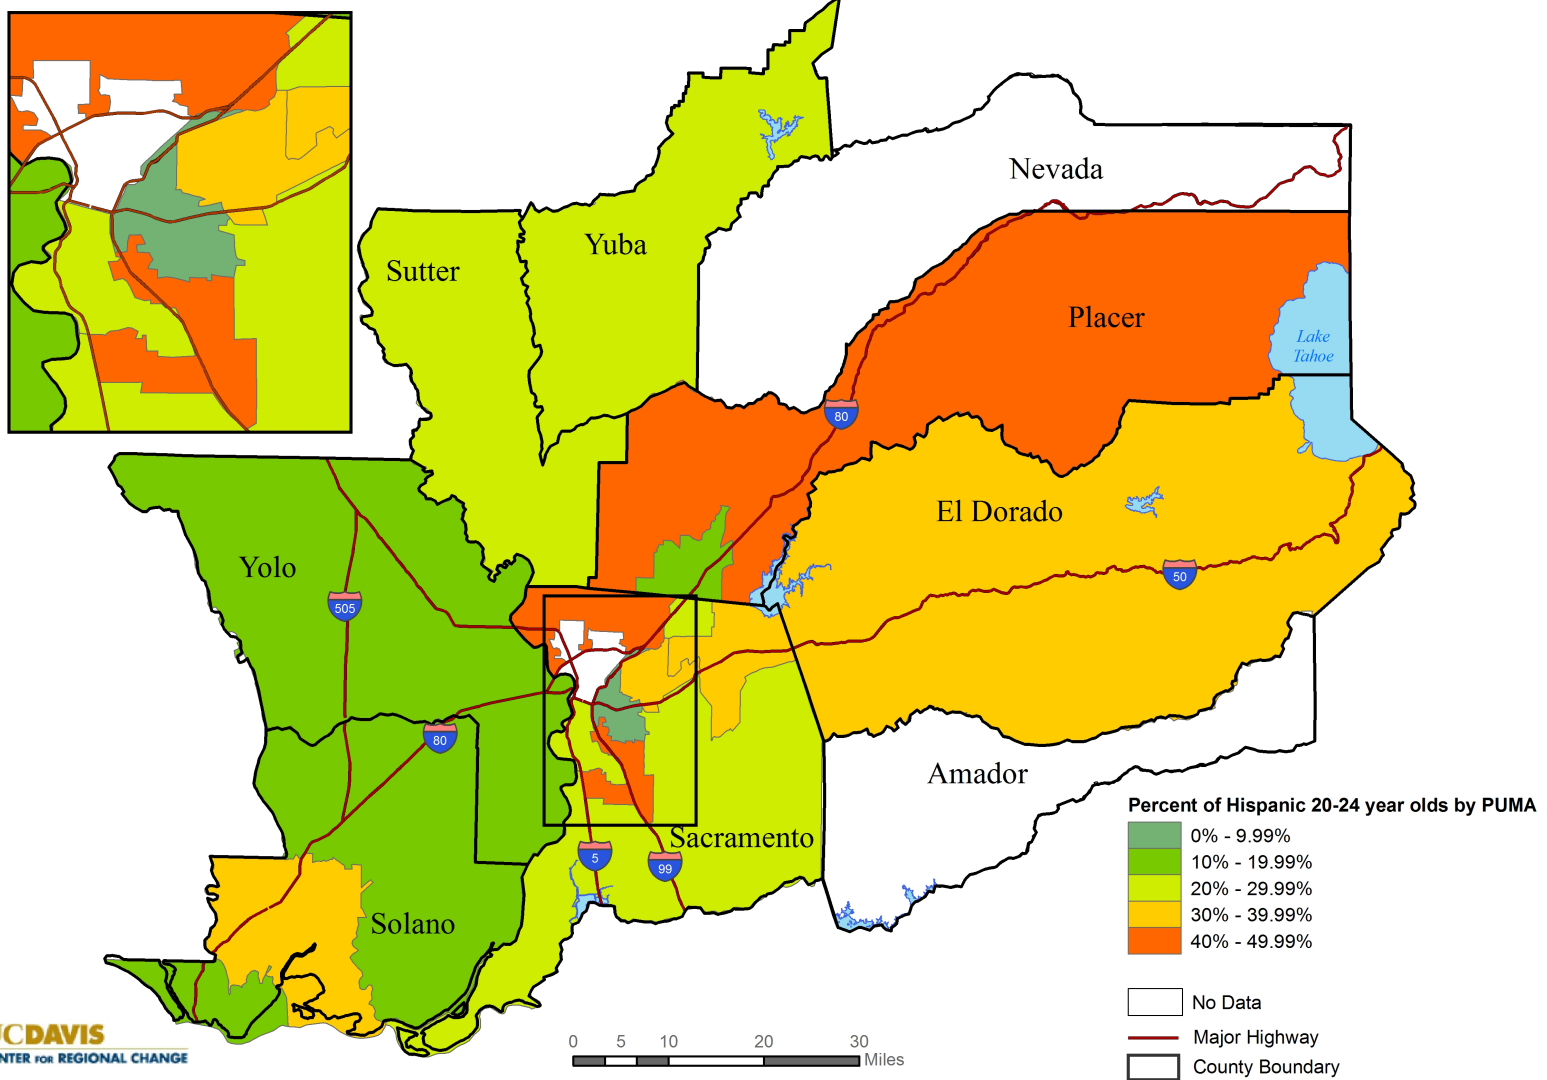 Nevada
Yuba
Sutter
Placer
Lake
Tahoe
80
El Dorado
Yolo
50
505
80
Amador
Percent of Hispanic 20-24 year olds by PUMA
0% - 9.99%
10% - 19.99%
20% - 29.99%
30% - 39.99%
40% - 49.99%
Sacramento
5
99
Solano
No Data
Major Highway
County Boundary
UCDAVIS
ENTER FOR REGIONAL CHANGE
0 5 10 20 30
Miles